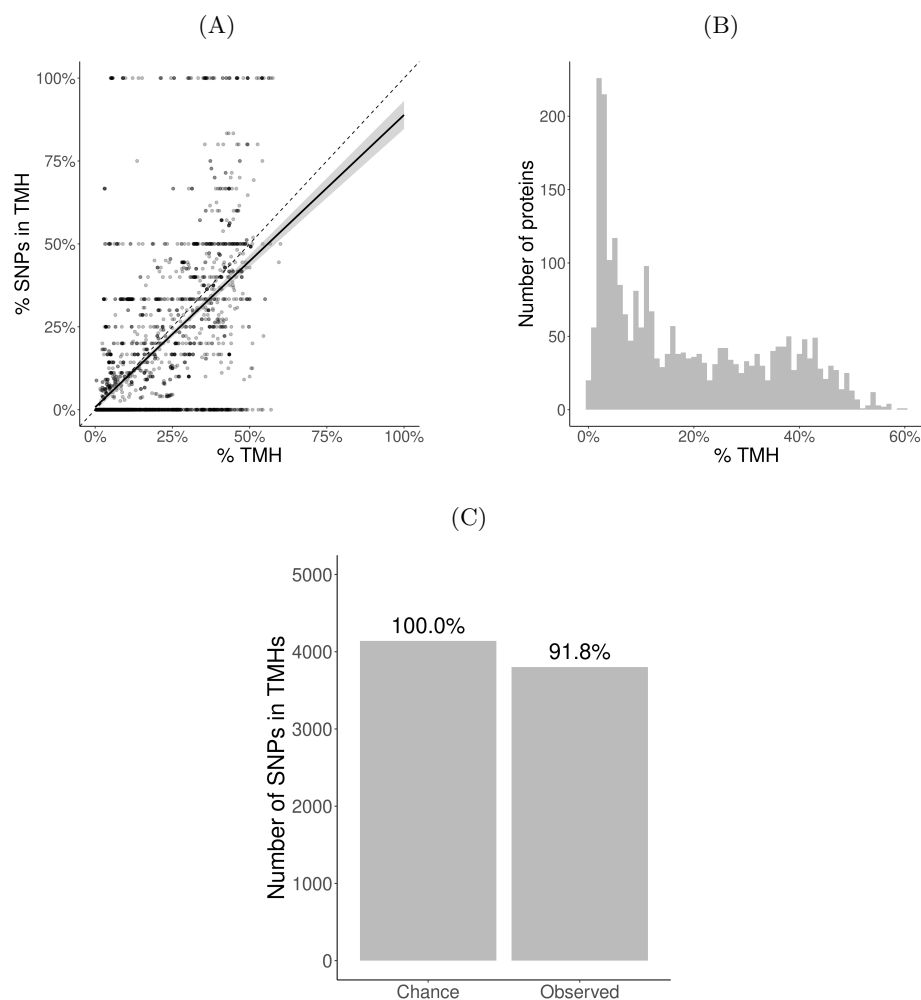 (A)
(B)
100%
75%
50%
25%
0%
% SNPs in TMH
0% 25% 50% 75% 100%
% TMH
200
150
100
50
0
Number of proteins
0% 20% 40% 60%
% TMH
(C)
5000
4000
3000
2000
1000
0
Number of SNPs in TMHs
100.0%
91.8%
Chance Observed